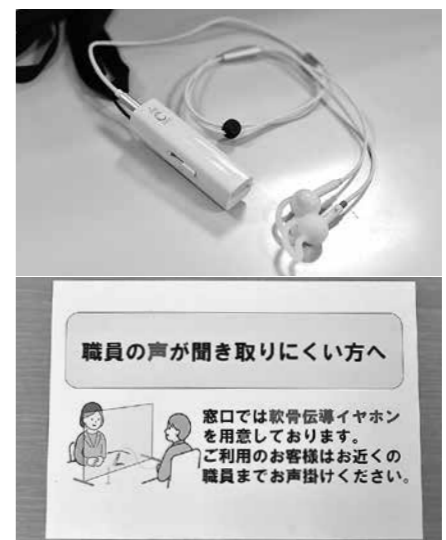 職員の声が聞き取りにくい方へ
窓口では軟骨伝導イヤホン
を用意しております。
ご利用のお客様はお近くの
職員までお声掛けください。